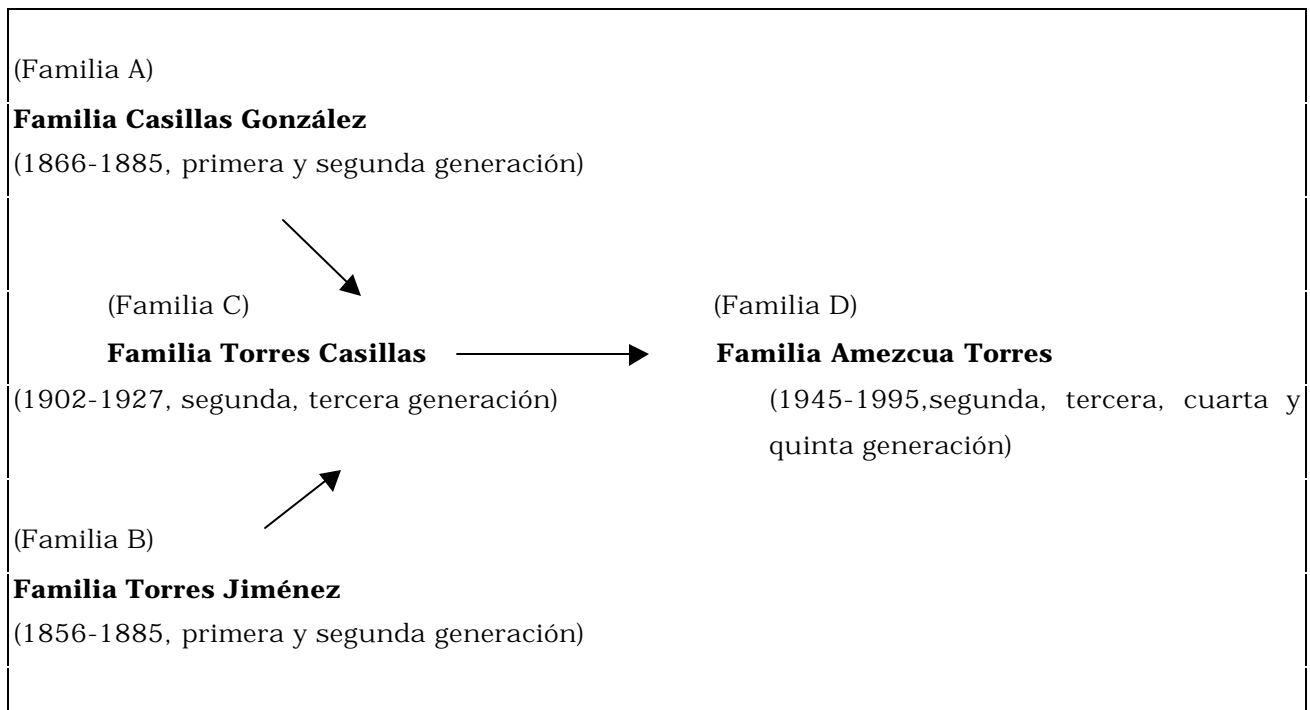 (Familia A)
Familia Casillas González
(1866-1885, primera y segunda generación)
(Familia C)
Familia Torres Casillas
(1902-1927, segunda, tercera generación)
(Familia D)
Familia Amezcua Torres
(1945-1995,segunda, tercera, cuarta y
quinta generación)
(Familia B)
Familia Torres Jiménez
(1856-1885, primera y segunda generación)